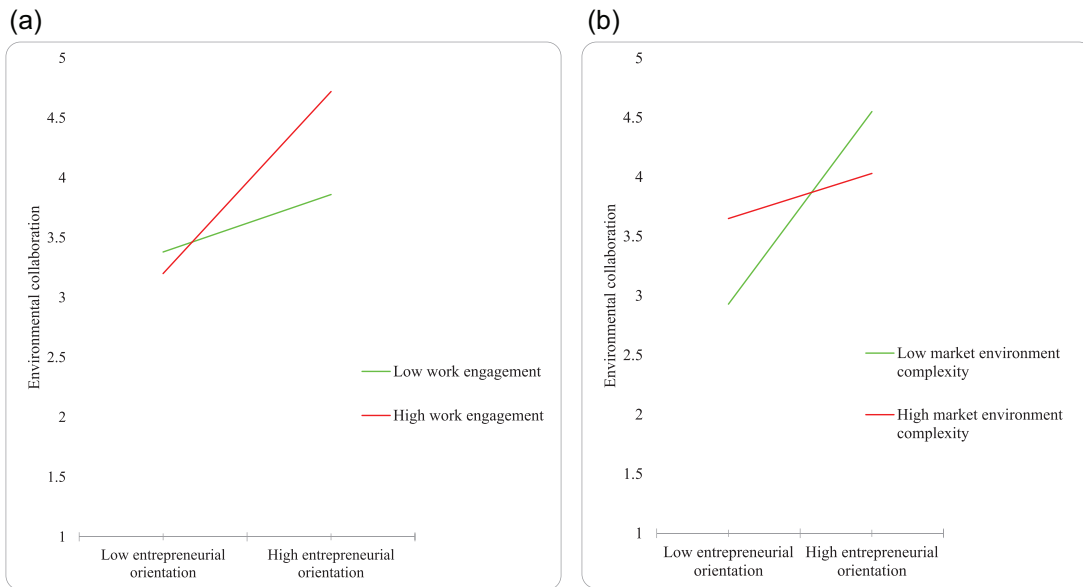 (a)
5
4.5
4
3.5
3
2.5
2
1.5
1
Environmental collaboration
Low work engagement
High work engagement
Low entrepreneurial
orientation
High entrepreneurial
orientation
(b)
5
4.5
4
3.5
3
2.5
2
1.5
1
Environmental collaboration
Low market environment
complexity
High market environment
complexity
Low entrepreneurial
orientation
High entrepreneurial
orientation